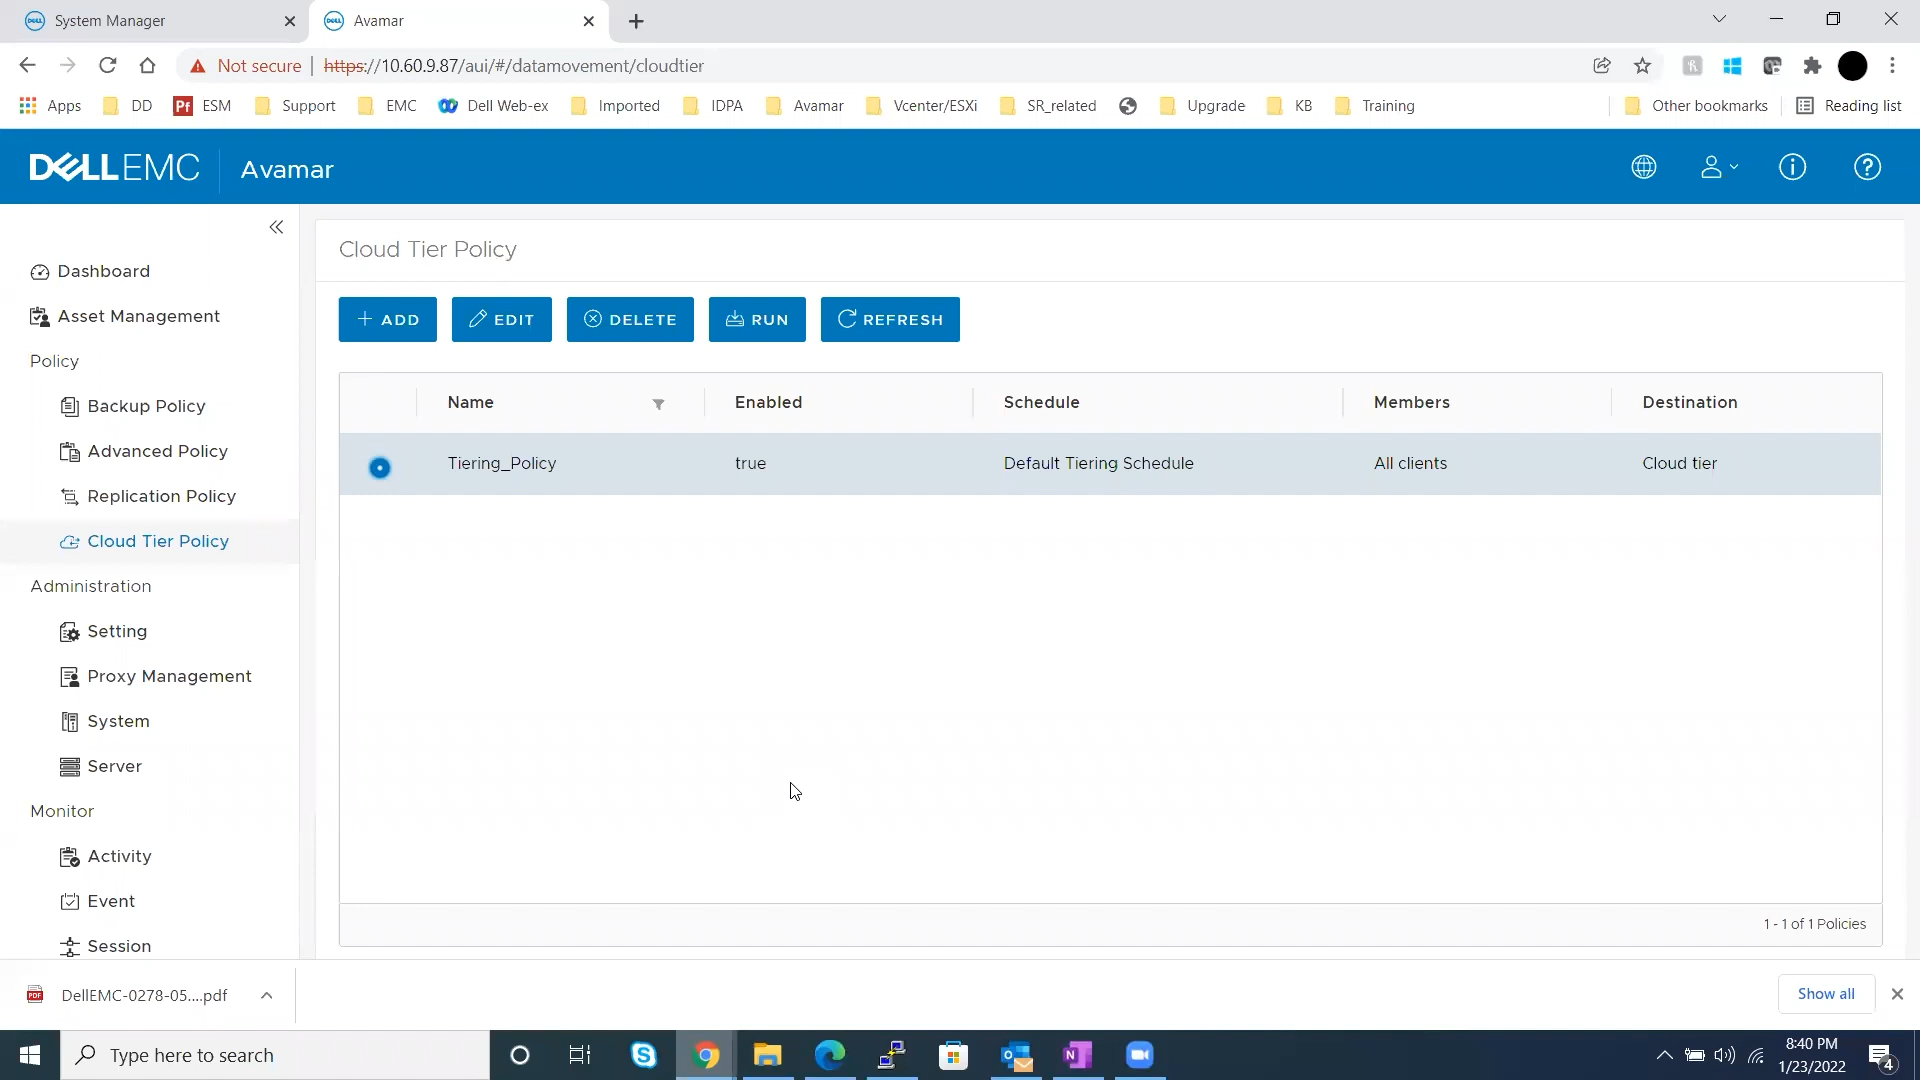 System Manager
Avamar
Not secure | https://10.60.9.87/aui/#/datamovement/cloudtier
Apps DD Pf ESM Support EMC Dell Web-ex Imported IDPA Avamar Vcenter/ESXi SR_related Upgrade KB Training Other bookmarks Reading list
DELLEMC Avamar
Dashboard
Asset Management
Policy
Backup Policy
Advanced Policy
Replication Policy
Cloud Tier Policy
Administration
Setting
Proxy Management
System
Server
Monitor
Activity
Event
Session
Cloud Tier Policy
ADD EDIT DELETE RUN REFRESH
Name Enabled Schedule Members Destination
Tiering_Policy true Default Tiering Schedule All clients Cloud tier
1 - 1 of 1 Policies
PDF DellEMC-0278-05....pdf Show all
Type here to search
8:40 PM
1/23/2022
4